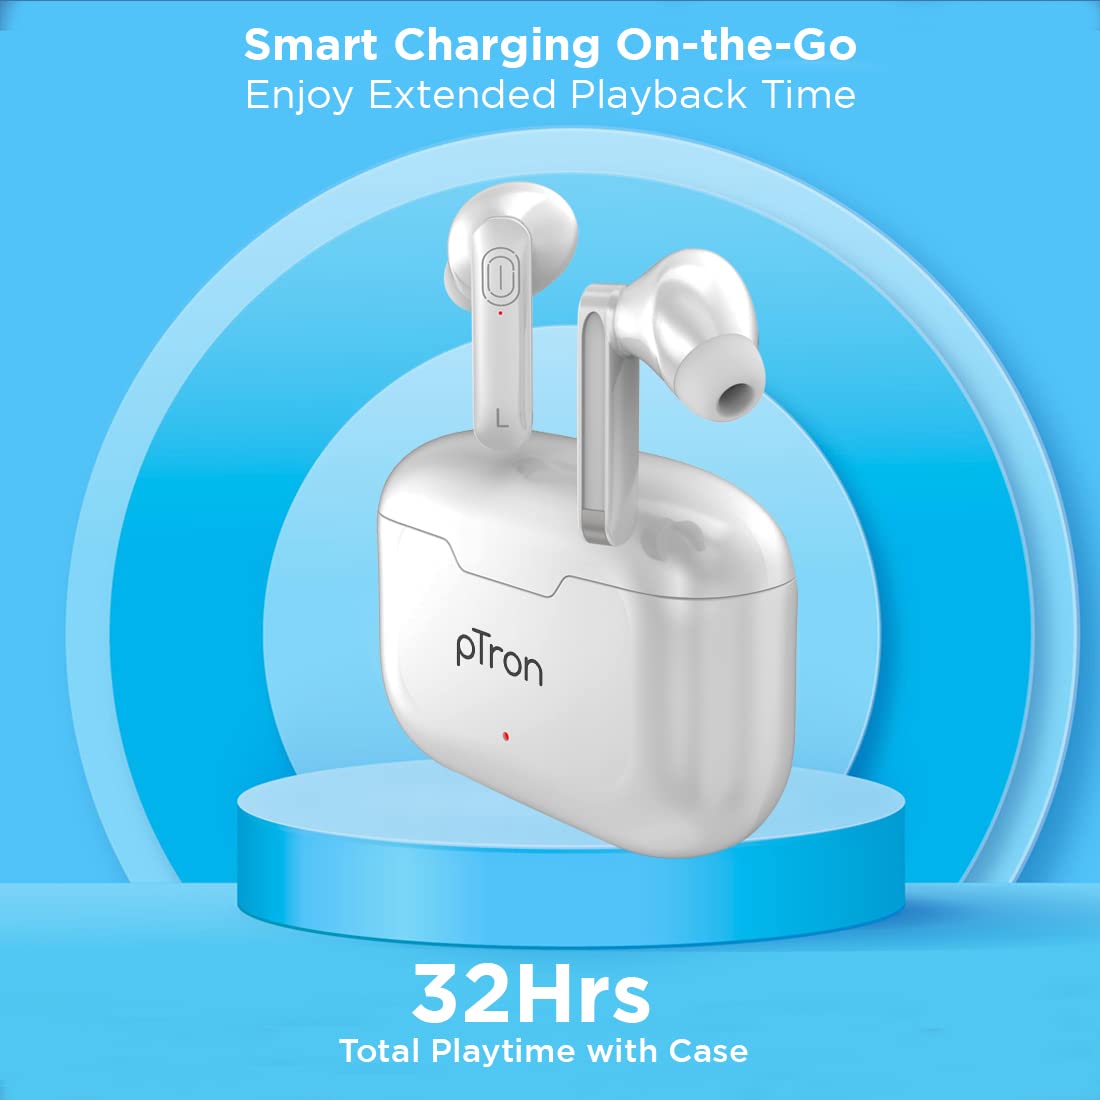 Smart Charging On-the-Go
Enjoy Extended Playback Time
L
pTron
32Hrs
Total Playtime with Case